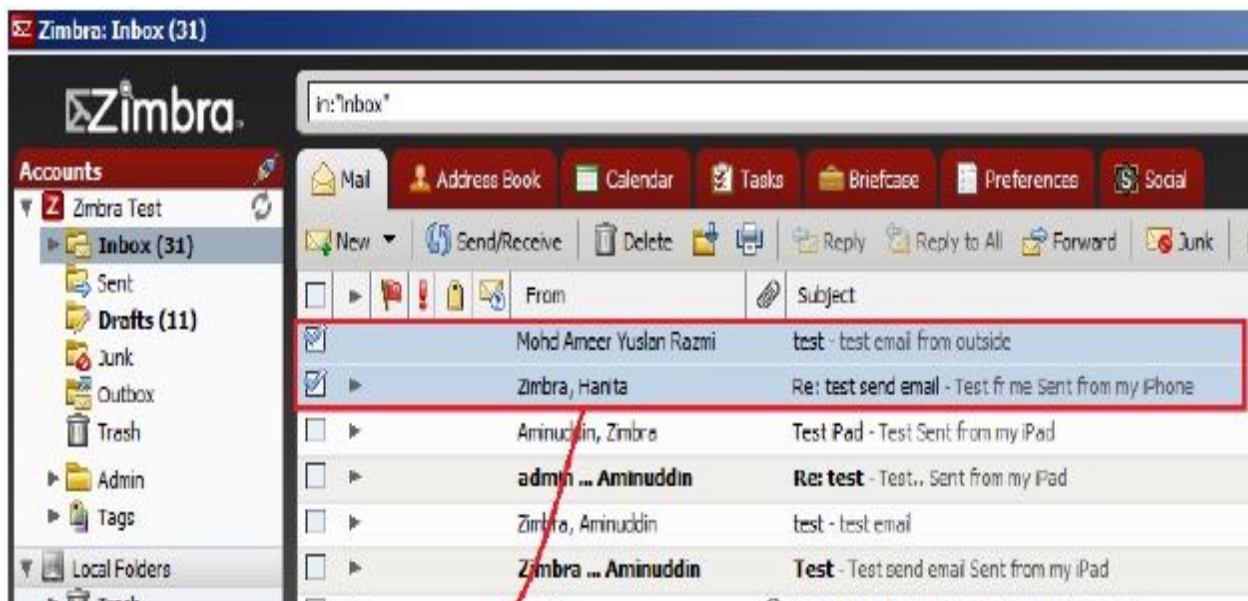 Zimbra: Inbox (31)
Zimbra
in:"Inbox"
Accounts
Mail Address Book Calendar Tasks Briefcase Preferences Social
Zimbra Test
New Send/Receive Delete Reply Reply to All Forward Junk
Inbox (31)
Sent
Drafts (11)
Junk
Outbox
Trash
Admin
Tags
Local Folders
Trash
From Subject
Mohd Ameer Yuslan Razmi test - test email from outside
Zimbra, Hanita Re: test send email - Test fr me Sent from my iPhone
Aminuddin, Zimbra Test Pad - Test Sent from my iPad
admin ... Aminuddin Re: test - Test.. Sent from my iPad
Zimbra, Aminuddin test - test email
Zimbra ... Aminuddin Test - Test send email Sent from my iPad